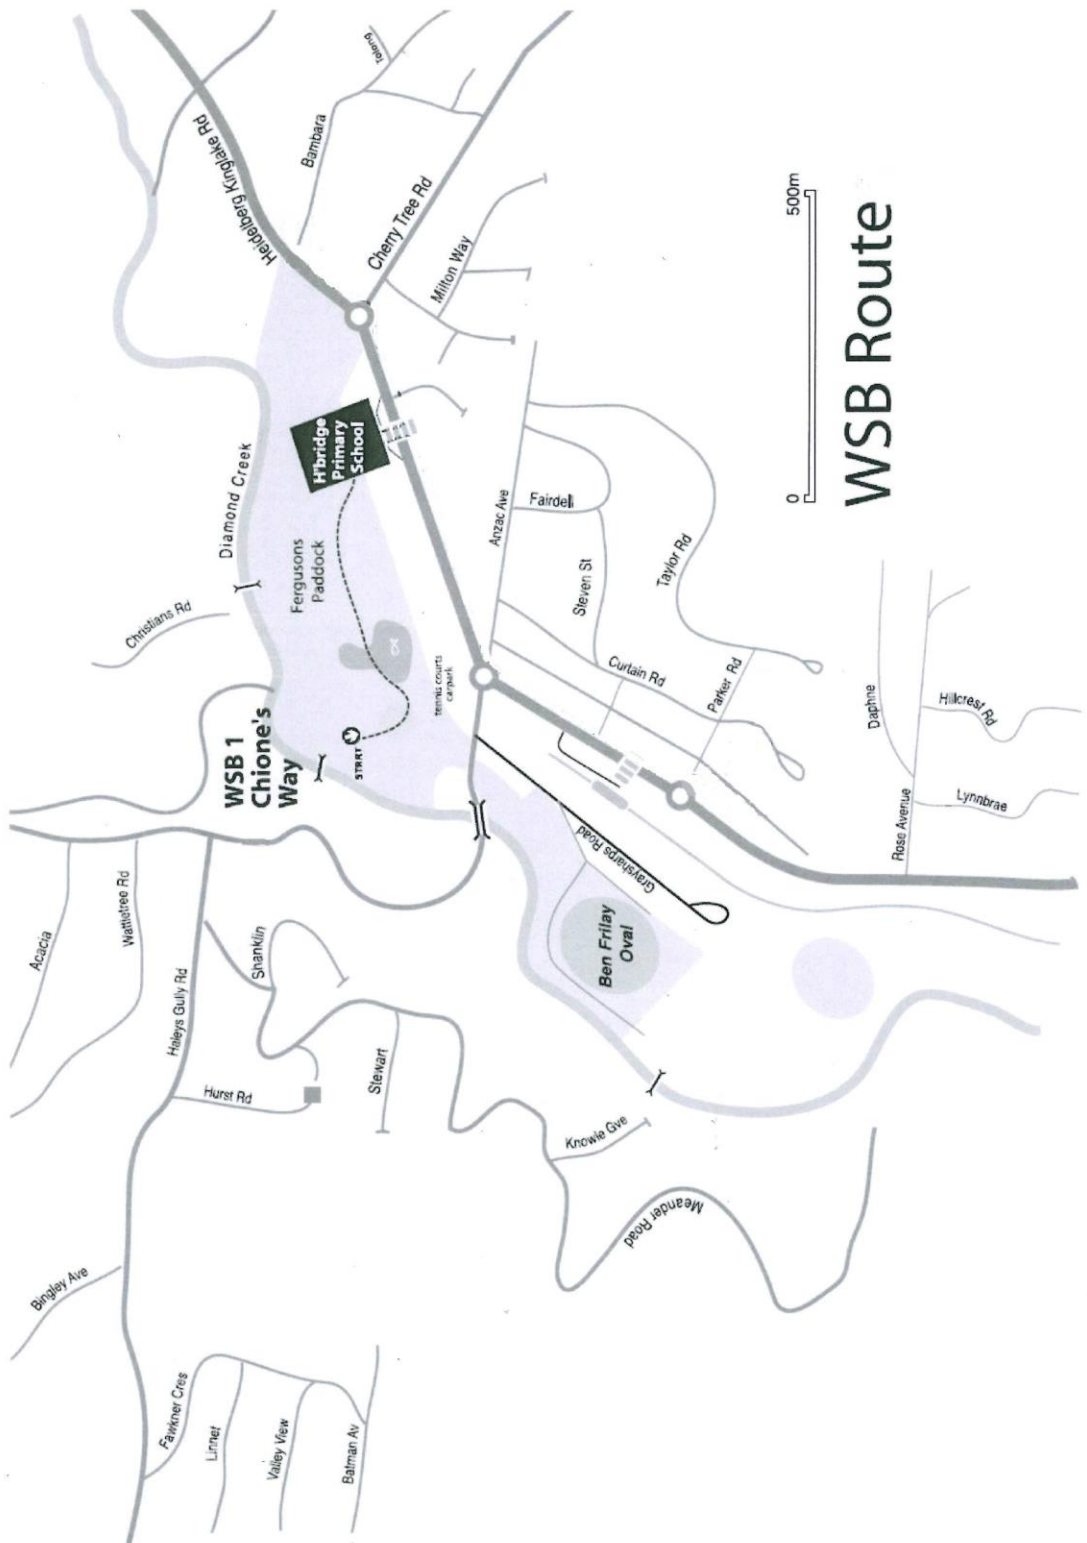 WSB 1
Chione's
Way
Acacia
Wattletree Rd
Haleys Gully Rd
Bingley Ave
Fawkner Cres
Linnet
Valley View
Batman Av
Hurst Rd
Shanklin
Stewart
Knowle Gve
Meander Road
Christians Rd
Diamond Creek
Fergusons
Paddock
START
tennis courts
carpark
H'bridge
Primary
School
Heidelberg Kinglake Rd
Bambara
Tolong
Cherry Tree Rd
Milton Way
Anzac Ave
Fairdell
Steven St
Taylor Rd
Curtain Rd
Parker Rd
Graysharps Road
Ben Frilay
Oval
Daphne
Rose Avenue
Hillcrest Rd
Lynnbrae
0
500m
WSB Route